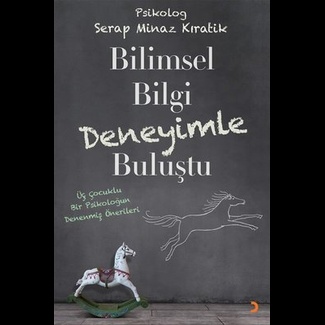 Psikolog
Serap Minaz Kıratik
Bilimsel
Bilgi
Deneyimle
Buluştu
Üç Çocuklu
Bir Psikoloğun
Denenmiş Önerileri